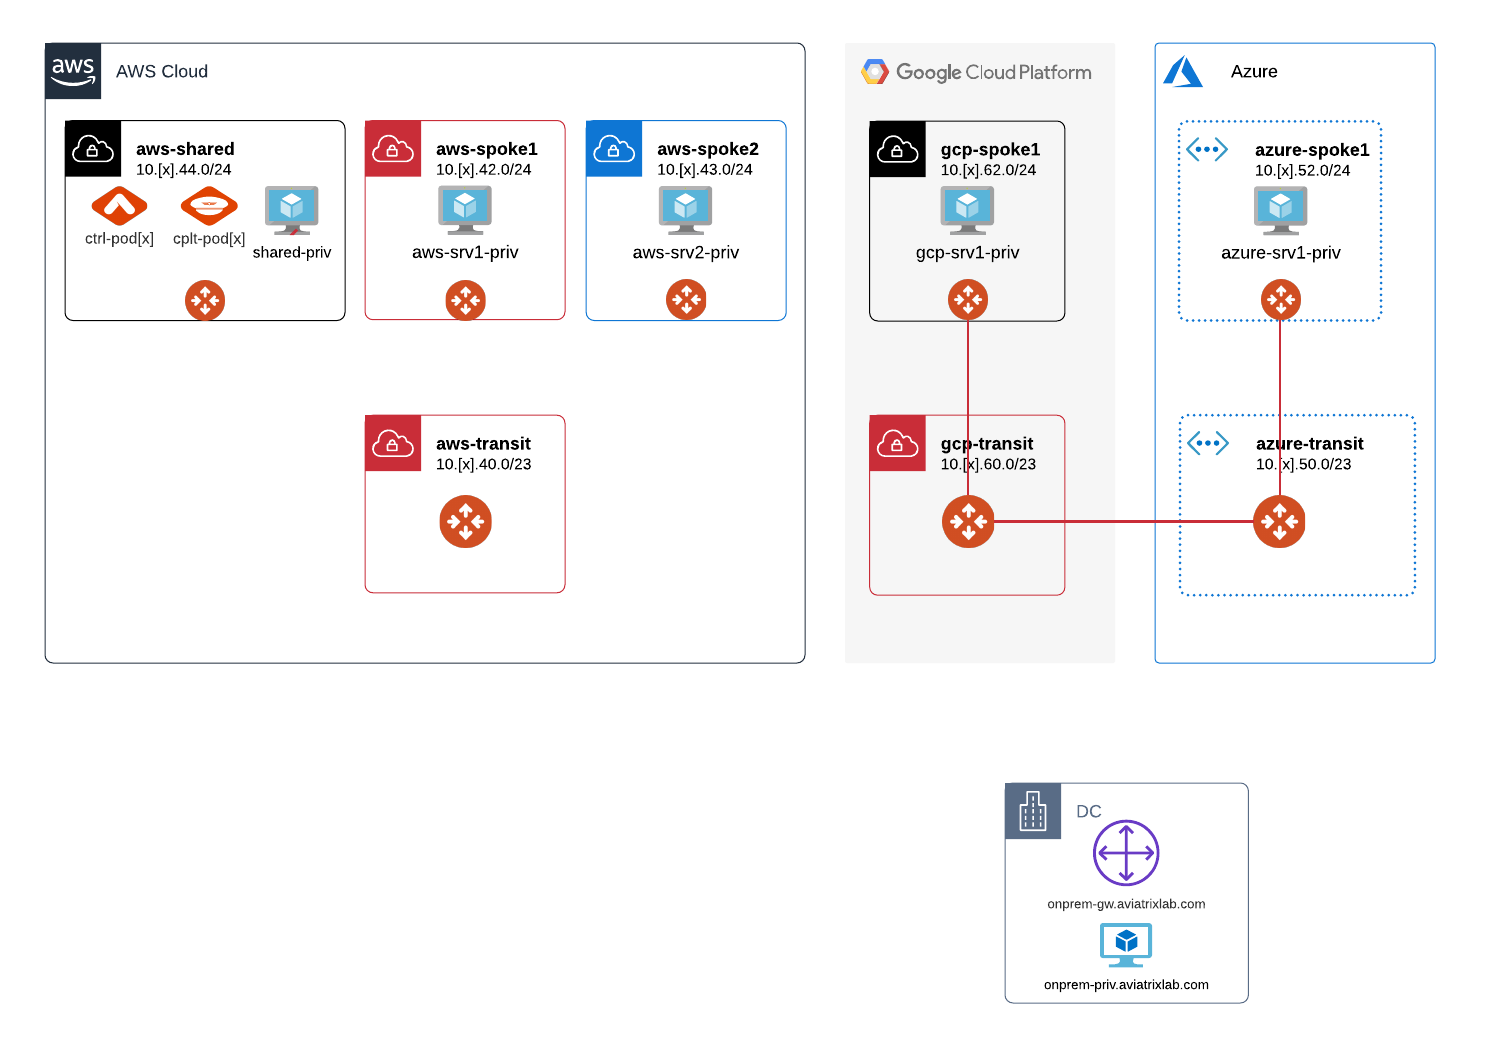 aws
AWS Cloud
aws-shared
10.[x].44.0/24
ctrl-pod[x]
cplt-pod[x]
shared-priv
aws-spoke1
10.[x].42.0/24
aws-srv1-priv
aws-spoke2
10.[x].43.0/24
aws-srv2-priv
aws-transit
10.[x].40.0/23
Google Cloud Platform
gcp-spoke1
10.[x].62.0/24
gcp-srv1-priv
gcp-transit
10.[x].60.0/23
Azure
azure-spoke1
10.[x].52.0/24
azure-srv1-priv
azure-transit
10.[x].50.0/23
DC
onprem-gw.aviatrixlab.com
onprem-priv.aviatrixlab.com